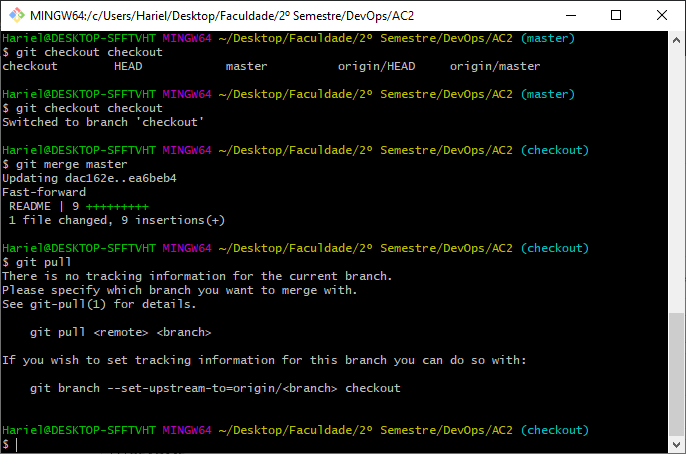 MINGW64:/c/Users/Hariel/Desktop/Faculdade/2º Semestre/DevOps/AC2
Hariel@DESKTOP-SFFTVHT MINGW64 ~/Desktop/Faculdade/2º Semestre/DevOps/AC2 (master)
$ git checkout checkout
checkout        HEAD            master          origin/HEAD     origin/master

Hariel@DESKTOP-SFFTVHT MINGW64 ~/Desktop/Faculdade/2º Semestre/DevOps/AC2 (master)
$ git checkout checkout
Switched to branch 'checkout'

Hariel@DESKTOP-SFFTVHT MINGW64 ~/Desktop/Faculdade/2º Semestre/DevOps/AC2 (checkout)
$ git merge master
Updating dac162e..ea6beb4
Fast-forward
 README | 9 +++++++++
 1 file changed, 9 insertions(+)

Hariel@DESKTOP-SFFTVHT MINGW64 ~/Desktop/Faculdade/2º Semestre/DevOps/AC2 (checkout)
$ git pull
There is no tracking information for the current branch.
Please specify which branch you want to merge with.
See git-pull(1) for details.

    git pull <remote> <branch>

If you wish to set tracking information for this branch you can do so with:

    git branch --set-upstream-to=origin/<branch> checkout


Hariel@DESKTOP-SFFTVHT MINGW64 ~/Desktop/Faculdade/2º Semestre/DevOps/AC2 (checkout)
$